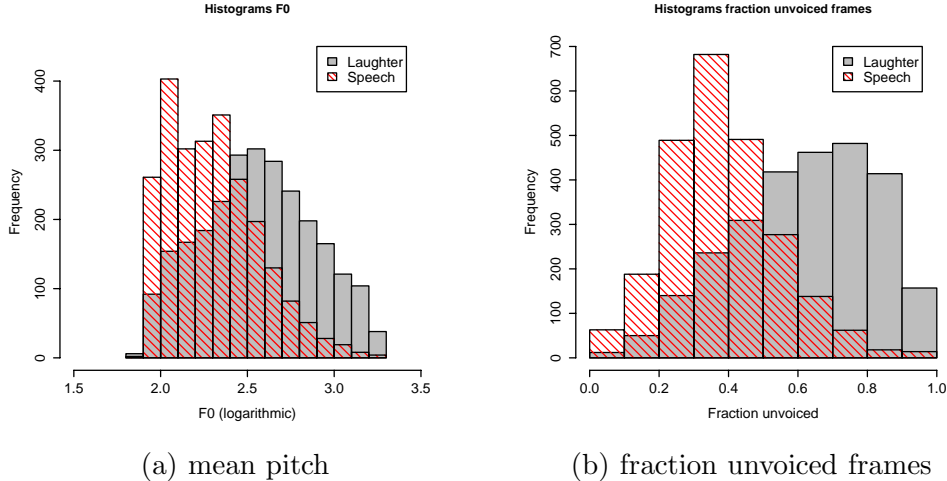 Histograms F0
Laughter
Speech
Frequency
0
100
200
300
400
1.5 2.0 2.5 3.0 3.5
F0 (logarithmic)
(a) mean pitch
Histograms fraction unvoiced frames
Laughter
Speech
Frequency
0
100
200
300
400
500
600
700
0.0 0.2 0.4 0.6 0.8 1.0
Fraction unvoiced
(b) fraction unvoiced frames